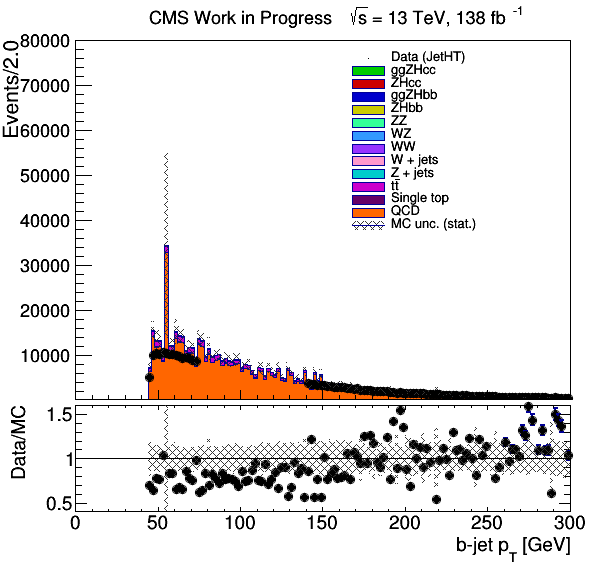 CMS Work in Progress √s = 13 TeV, 138 fb⁻¹
Events/2.0
80000
70000
60000
50000
40000
30000
20000
10000
Data (JetHT)
ggZHcc
ZHcc
ggZHbb
ZHbb
ZZ
WZ
WW
W + jets
Z + jets
tt̄
Single top
QCD
MC unc. (stat.)
Data/MC
1.5
1
0.5
0 50 100 150 200 250 300
b-jet p_T [GeV]